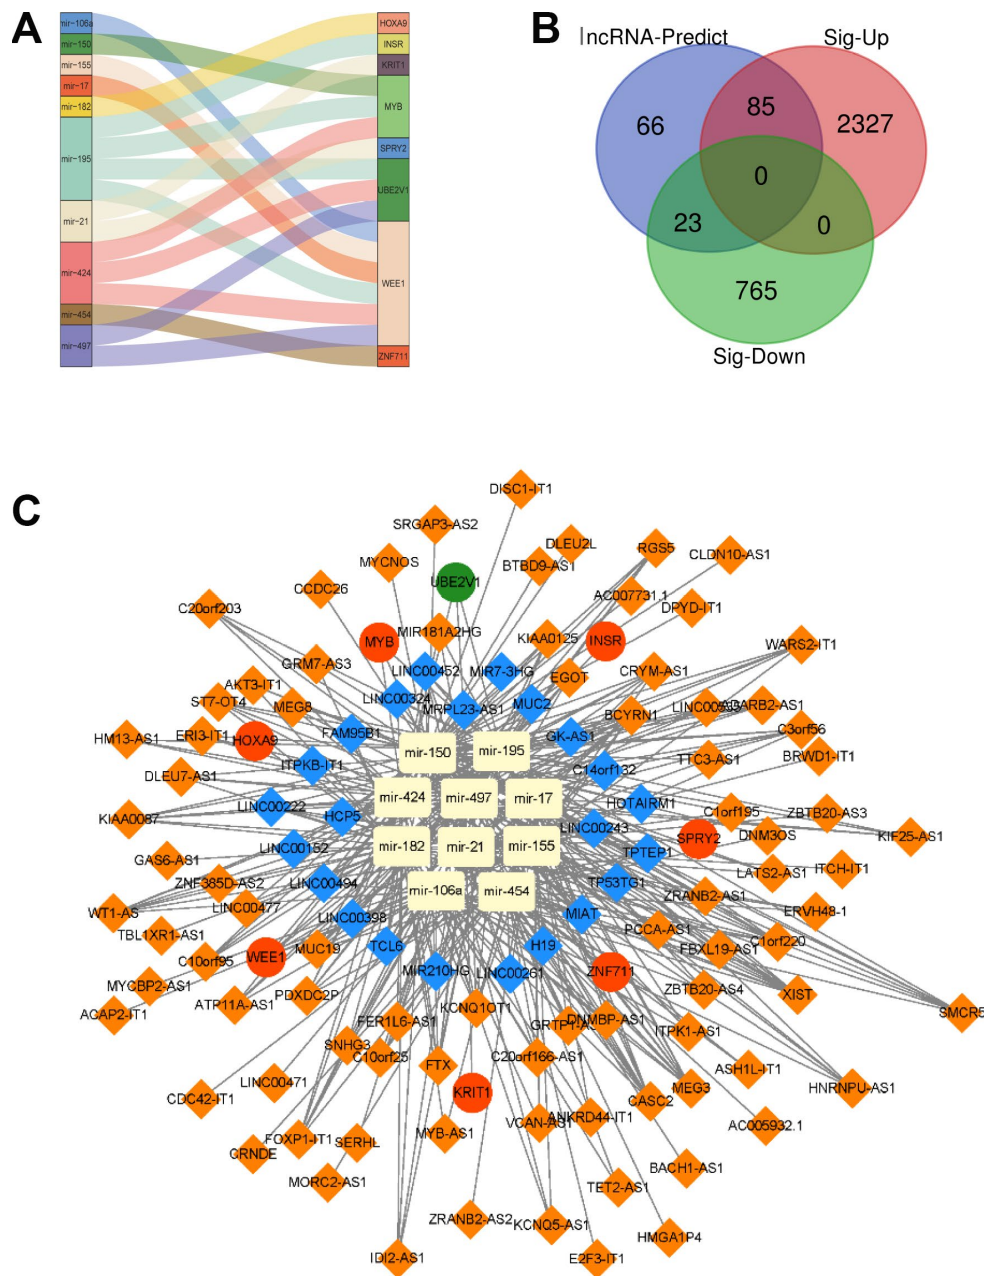 A
mir−106a
mir−150
mir−155
mir−17
mir−182
mir−195
mir−21
mir−424
mir−454
mir−497
HOXA9
INSR
KRIT1
MYB
SPRY2
UBE2V1
WEE1
ZNF711
B
lncRNA-Predict
Sig-Up
66
85
2327
0
23
0
765
Sig-Down
C
DISC1-IT1
SRGAP3-AS2
DLEU2L
RGS5
CLDN10-AS1
MYCNOS
BTBD9-AS1
UBE2V1
CCDC26
AC007731.1
DPYD-IT1
C20orf203
MYB
MIR181A2HG
KIAA0125
INSR
WARS2-IT1
GRM7-AS3
LINC00452
MIR7-3HG
EGOT
CRYM-AS1
AKT3-IT1
ST7-OT4
MEG8
LINC00324
MRPL23-AS1
MUC2
BCYRN1
ADARB2-AS1
HM13-AS1
ERI3-IT1
HOXA9
FAM95B1
GK-AS1
C3orf56
BRWD1-IT1
DLEU7-AS1
ITPKB-IT1
mir-150
mir-195
C14orf132
TTC3-AS1
KIAA0087
LINC00222
HCP5
mir-424
mir-497
mir-17
HOTAIRM1
C1orf195
ZBTB20-AS3
LINC00243
SPRY2
DNM3OS
KIF25-AS1
GAS6-AS1
LINC00152
mir-182
mir-21
mir-155
TPTEP1
LATS2-AS1
ITCH-IT1
ZNF385D-AS2
LINC00494
TP53TG1
ZRANB2-AS1
WT1-AS
LINC00477
mir-106a
mir-454
ERVH48-1
LINC00398
MIAT
PCCA-AS1
TBL1XR1-AS1
WEE1
MUC19
TCL6
H19
FBXL19-AS1
C1orf220
C10orf95
MIR210HG
LINC00261
ZNF711
MYCBP2-AS1
PDXDC2P
ZBTB20-AS4
XIST
ACAP2-IT1
ATP11A-AS1
KCNQ1OT1
SMCR5
FER1L6-AS1
DNMBP-AS1
ITPK1-AS1
SNHG3
C10orf25
C20orf166-AS1
FTX
ASH1L-IT1
LINC00471
KRIT1
MEG3
HNRNPU-AS1
CDC42-IT1
CASC2
VCAN-AS1
ANKRD44-IT1
AC005932.1
FOXP1-IT1
SERHL
MYB-AS1
CRNDE
BACH1-AS1
MORC2-AS1
TET2-AS1
ZRANB2-AS2
KCNQ5-AS1
HMGA1P4
IDI2-AS1
E2F3-IT1